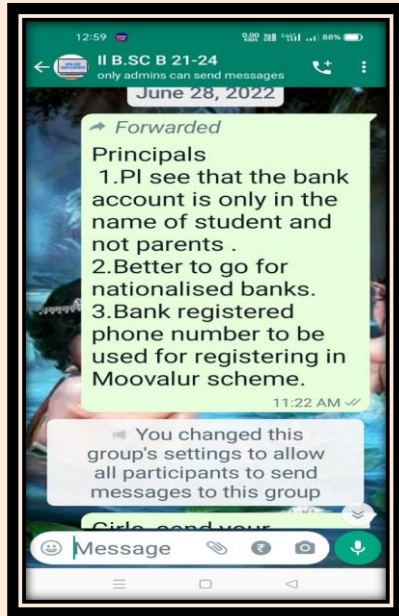 12:59
88%
II B.SC B 21-24
only admins can send messages
June 28, 2022
Forwarded
Principals
1.Pl see that the bank
account is only in the
name of student and
not parents .
2.Better to go for
nationalised banks.
3.Bank registered
phone number to be
used for registering in
Moovalur scheme.
11:22 AM
You changed this
group's settings to allow
all participants to send
messages to this group
Girls, send your
Message